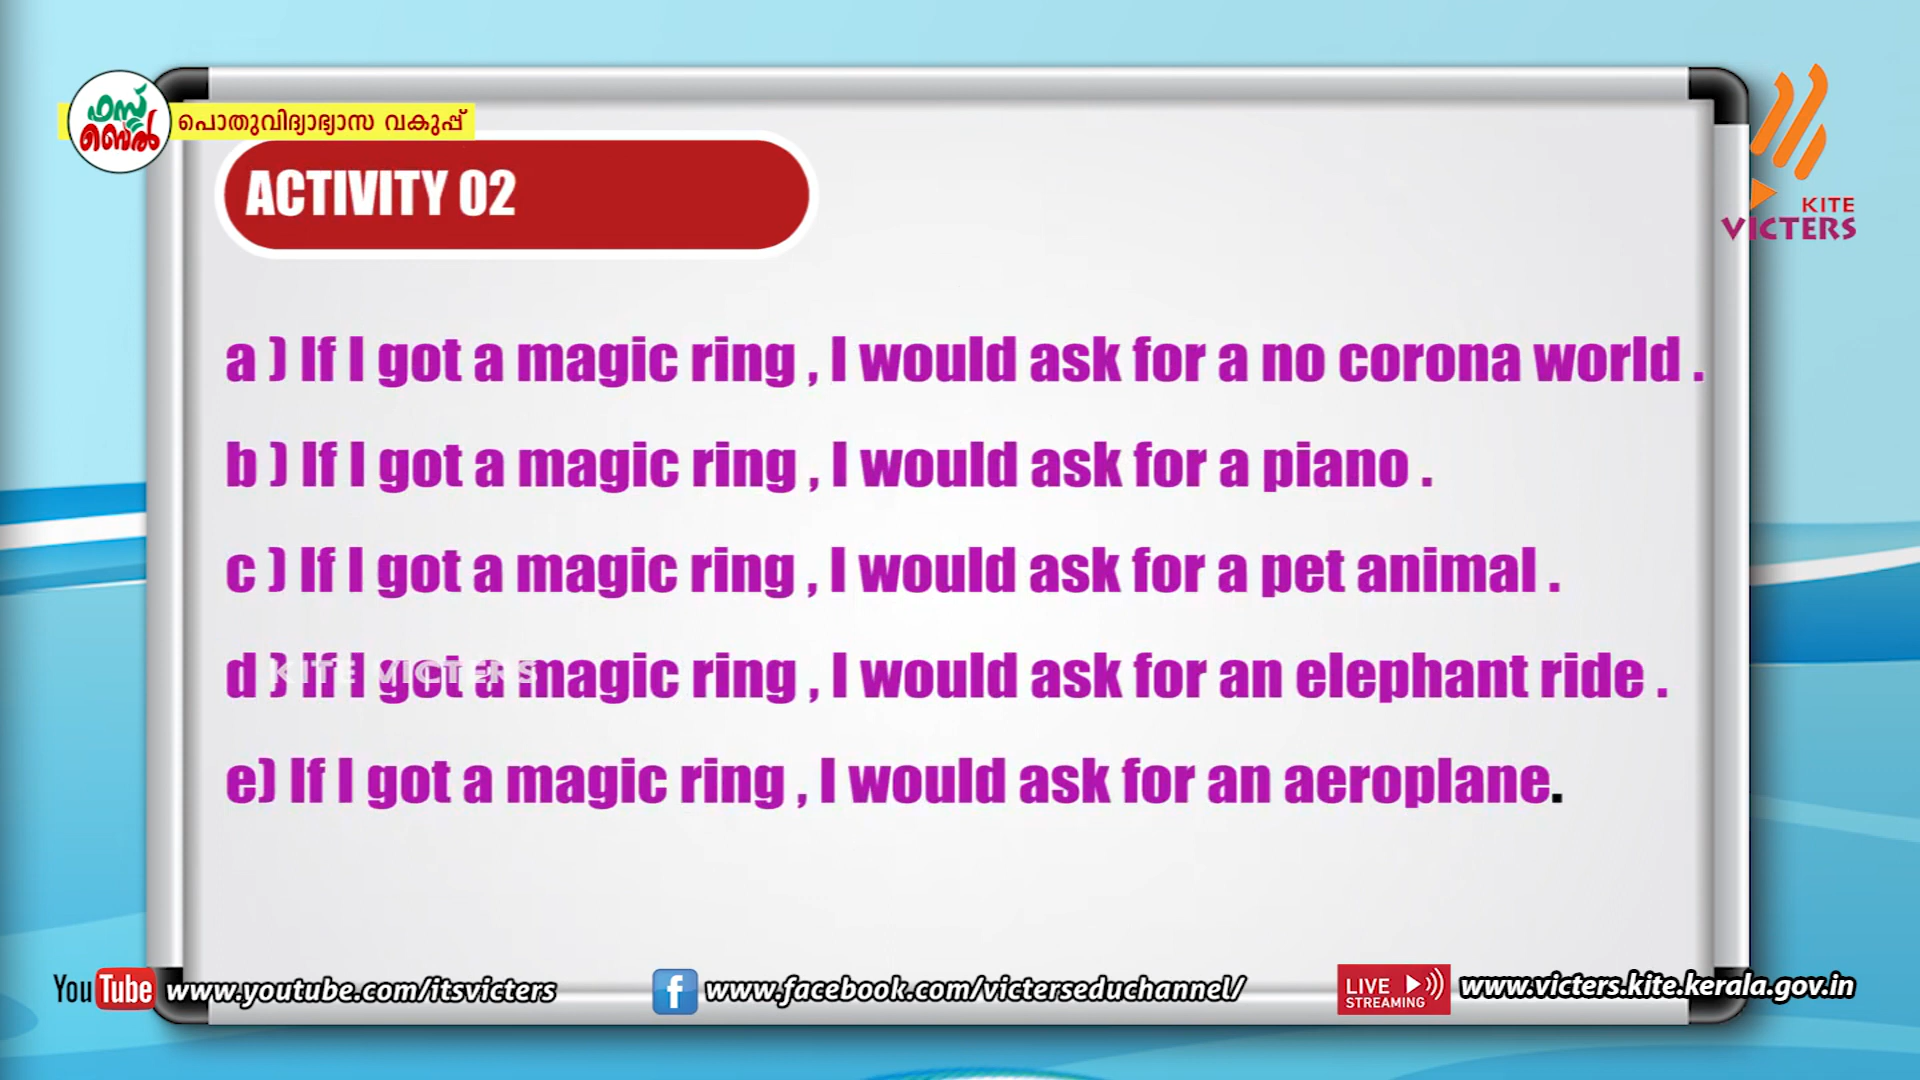 ഫസ്റ്റ്
ബെൽ
പൊതുവിദ്യാഭ്യാസ വകുപ്പ്
KITE
VICTERS
ACTIVITY 02
a ) If I got a magic ring , I would ask for a no corona world .
b ) If I got a magic ring , I would ask for a piano .
c ) If I got a magic ring , I would ask for a pet animal .
d ) If I got a magic ring , I would ask for an elephant ride .
KITE VICTERS
e) If I got a magic ring , I would ask for an aeroplane.
YouTube www.youtube.com/itsvicters
f www.facebook.com/victerseduchannel/
LIVE STREAMING www.victers.kite.kerala.gov.in